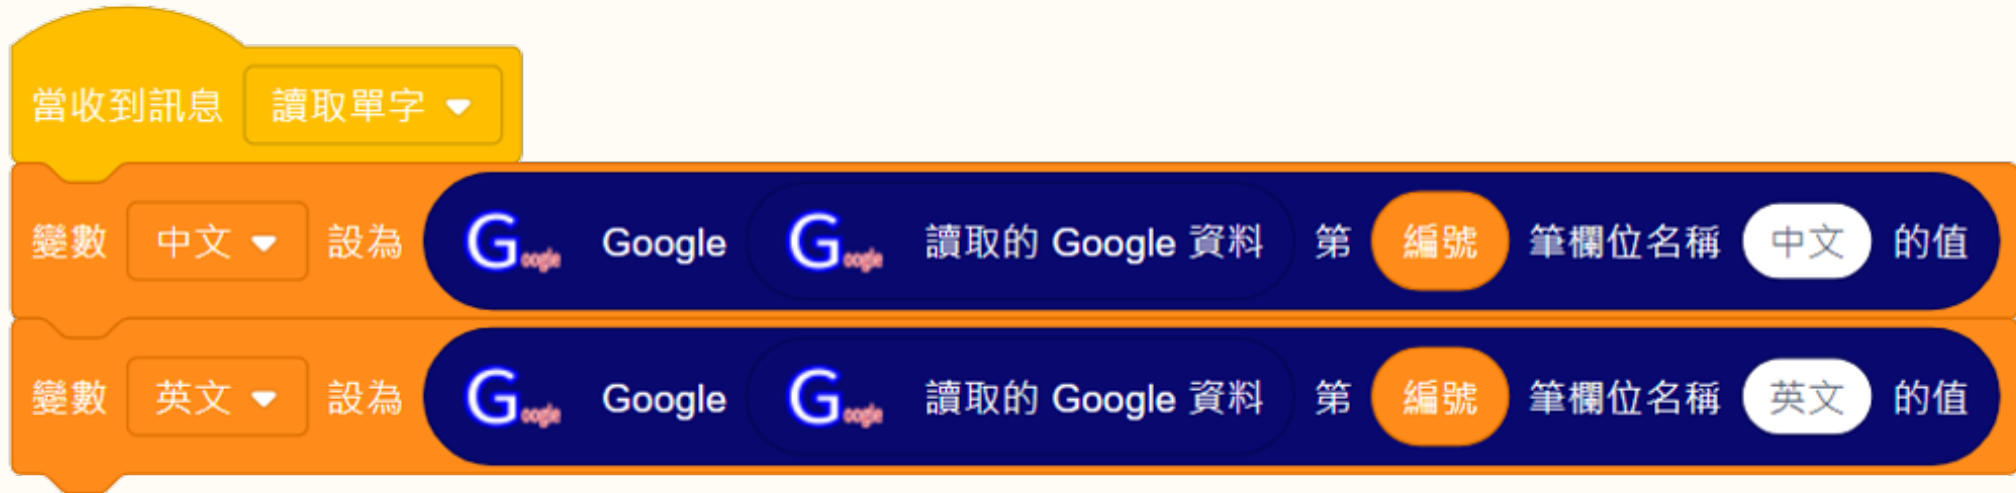 當收到訊息 讀取單字
變數 中文 設為 Google Google 讀取的 Google 資料 第 編號 筆欄位名稱 中文 的值
變數 英文 設為 Google Google 讀取的 Google 資料 第 編號 筆欄位名稱 英文 的值